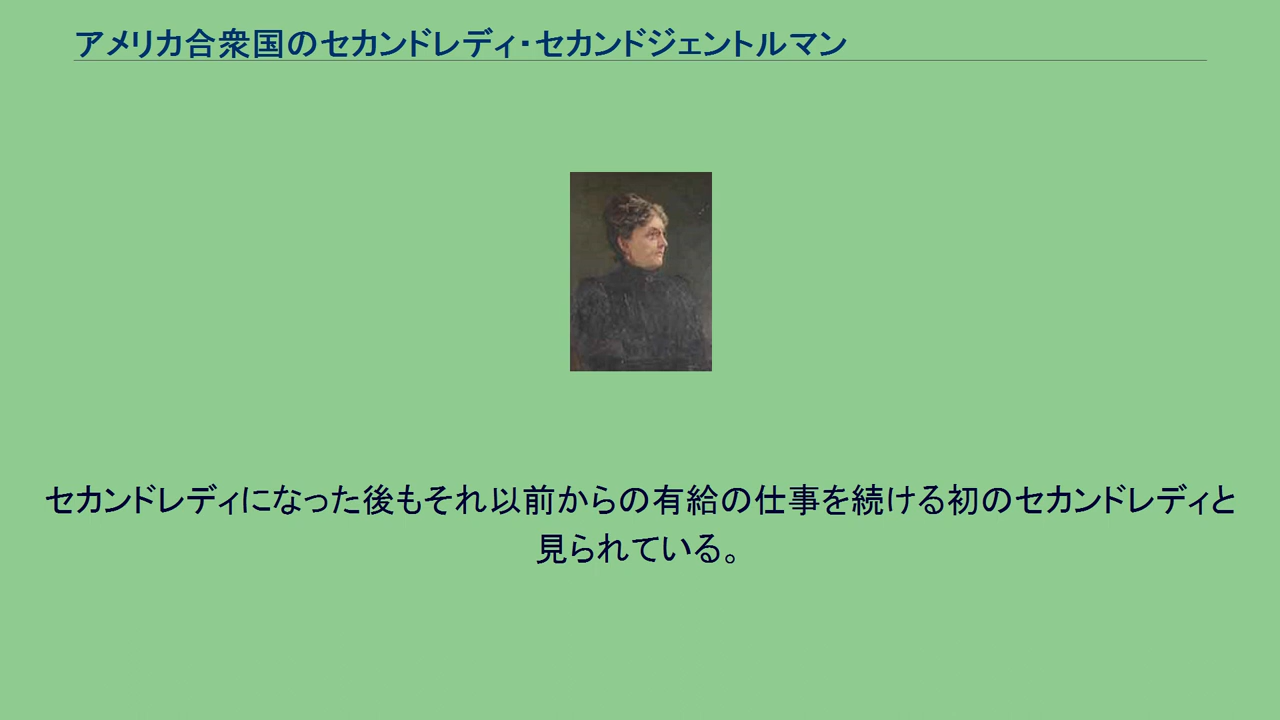 アメリカ合衆国のセカンドレディ・セカンドジェントルマン
セカンドレディになった後もそれ以前からの有給の仕事を続ける初のセカンドレディと
見られている。